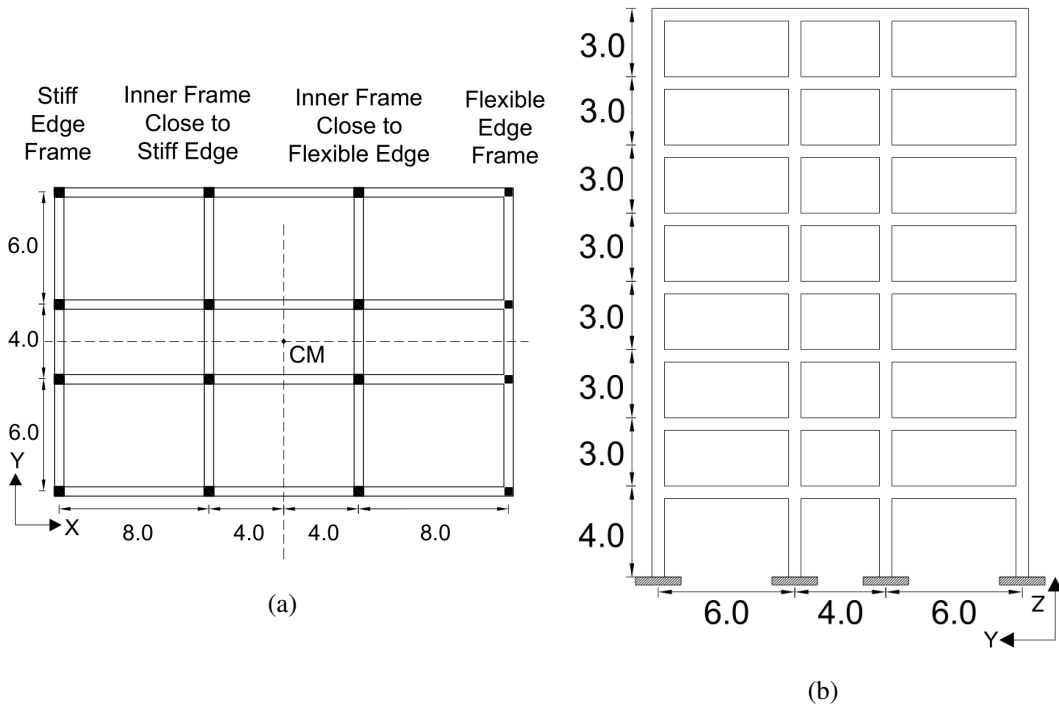 Stiff
Edge
Frame
Inner Frame
Close to
Stiff Edge
Inner Frame
Close to
Flexible Edge
Flexible
Edge
Frame
6.0
4.0
6.0
CM
Y
X
8.0
4.0
4.0
8.0
(a)
3.0
3.0
3.0
3.0
3.0
3.0
3.0
4.0
6.0
4.0
6.0
Z
Y
(b)